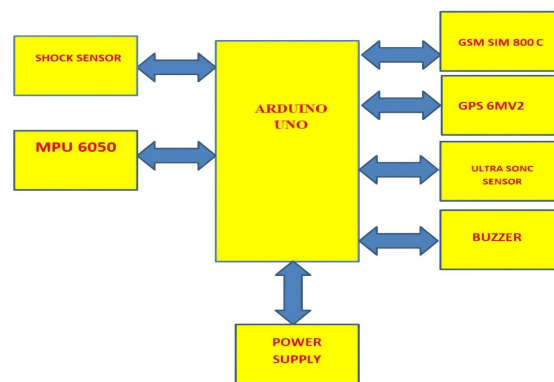 SHOCK SENSOR
MPU 6050
ARDUINO
UNO
GSM SIM 800 C
GPS 6MV2
ULTRA SONC
SENSOR
BUZZER
POWER
SUPPLY